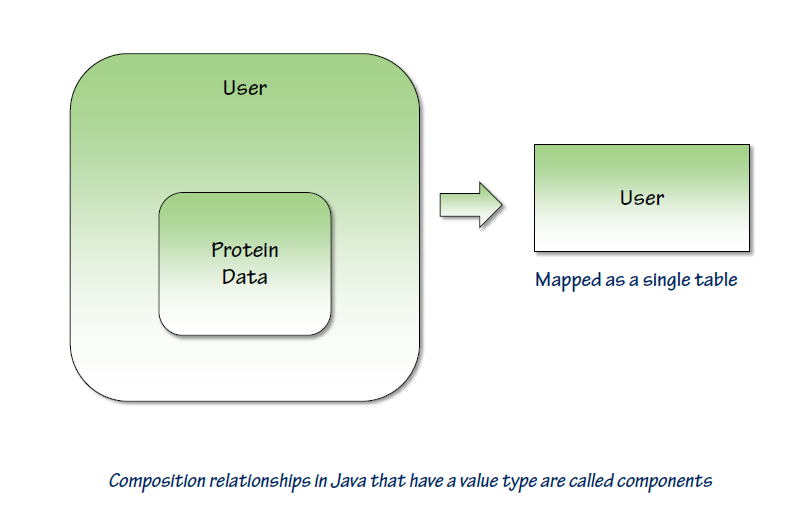 User
Protein
Data
User
Mapped as a single table
Composition relationships in Java that have a value type are called components